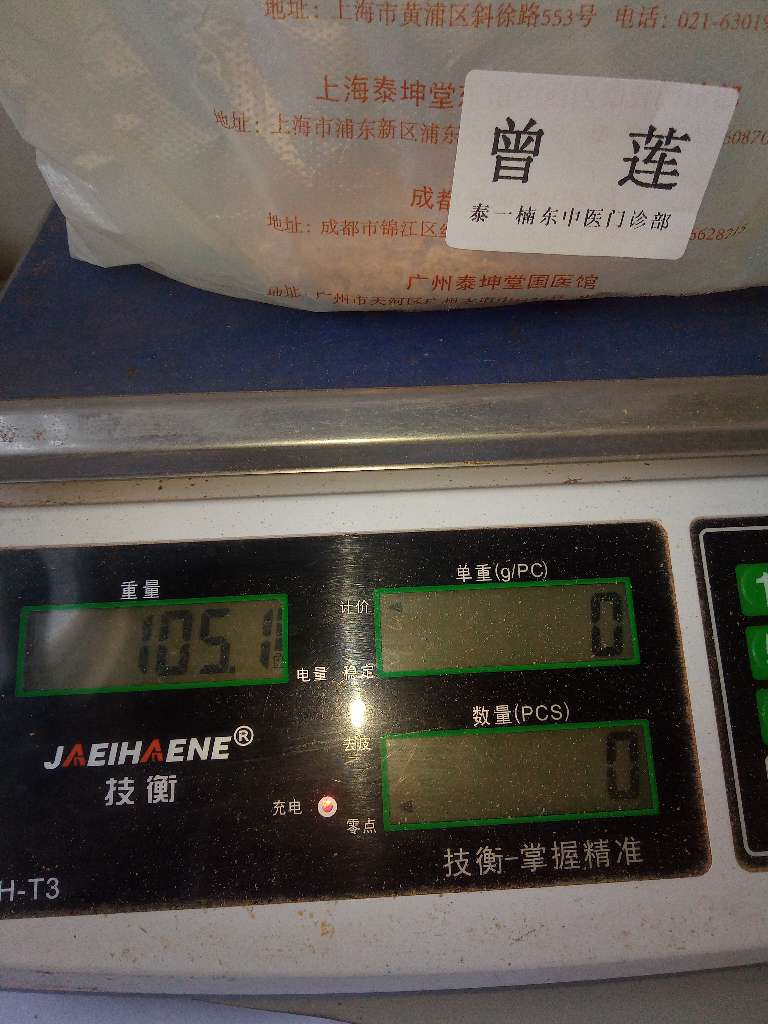 地址：上海市黄浦区斜徐路553号 电话：021-6301
上海泰坤堂
地址：上海市浦东新区浦东
曾 莲
泰一楠东中医门诊部
成都
地址：成都市锦江区
广州泰坤堂国医馆
重量
105.1
电量
计价
稳定
去皮
零点
充电
单重(g/PC)
0
数量(PCS)
0
JAEIHAENE®
技衡
技衡-掌握精准
H-T3